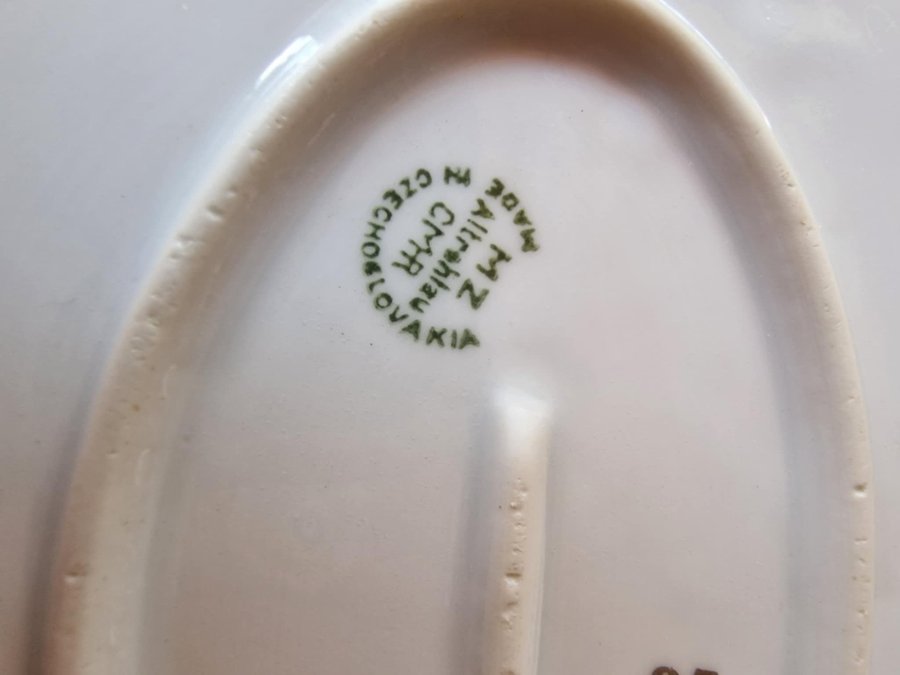 MZ
Altrohlau
CMR
MADE IN CZECHOSLOVAKIA